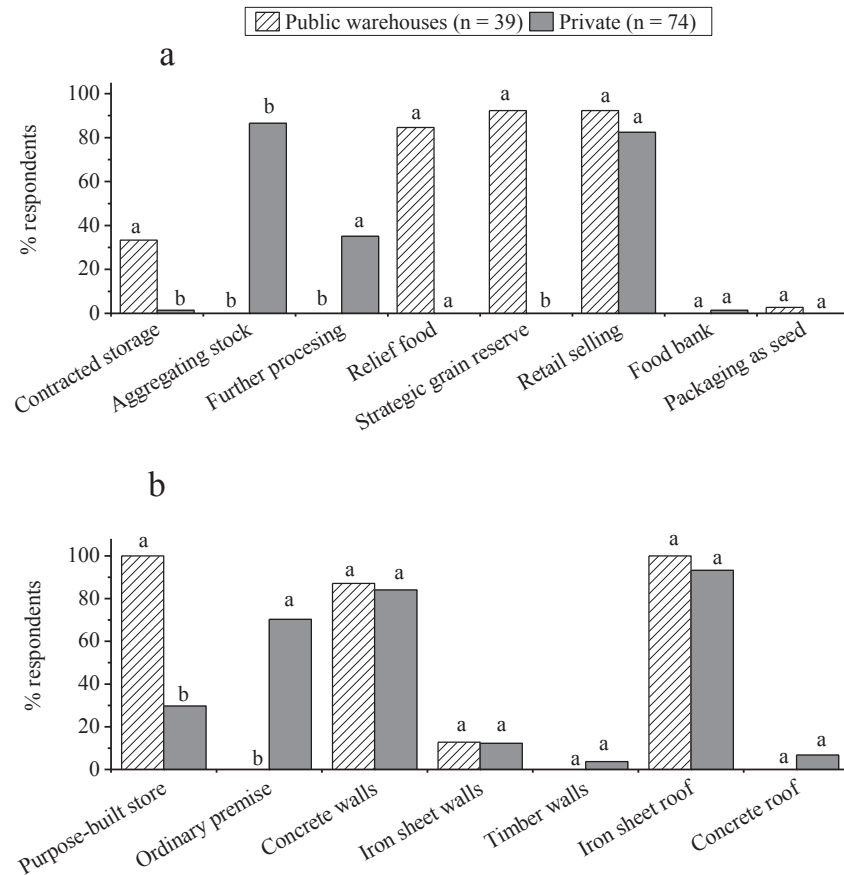 Public warehouses (n = 39) Private (n = 74)
a
% respondents
100
80
60
40
20
0
a b
b b
b a
a a
a b
a a
a a
a a
Contracted storage
Aggregating stock
Further procesing
Relief food
Strategic grain reserve
Retail selling
Food bank
Packaging as seed
b
% respondents
100
80
60
40
20
0
a b
b a
a a
a a
a a
a a
a a
Purpose-built store
Ordinary premise
Concrete walls
Iron sheet walls
Timber walls
Iron sheet roof
Concrete roof